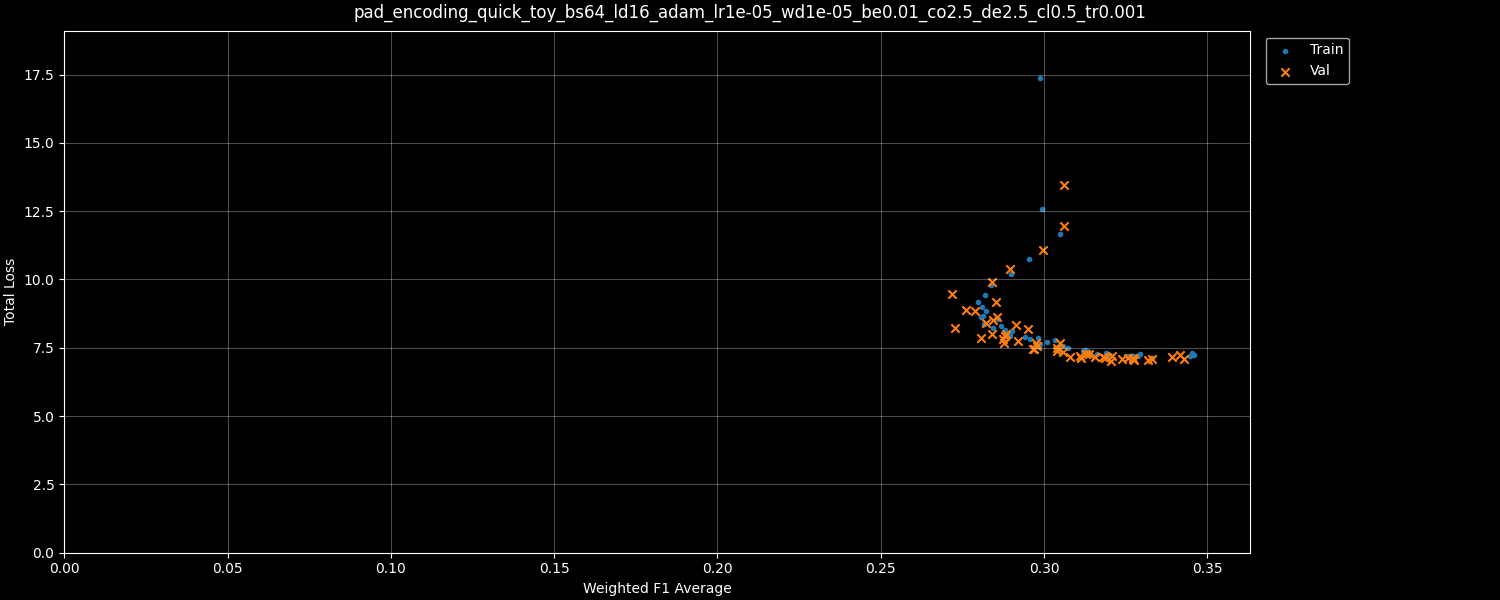 pad_encoding_quick_toy_bs64_ld16_adam_lr1e-05_wd1e-05_be0.01_co2.5_de2.5_cl0.5_tr0.001
Train
Val
17.5
15.0
12.5
10.0
7.5
5.0
2.5
0.0
Total Loss
0.00 0.05 0.10 0.15 0.20 0.25 0.30 0.35
Weighted F1 Average